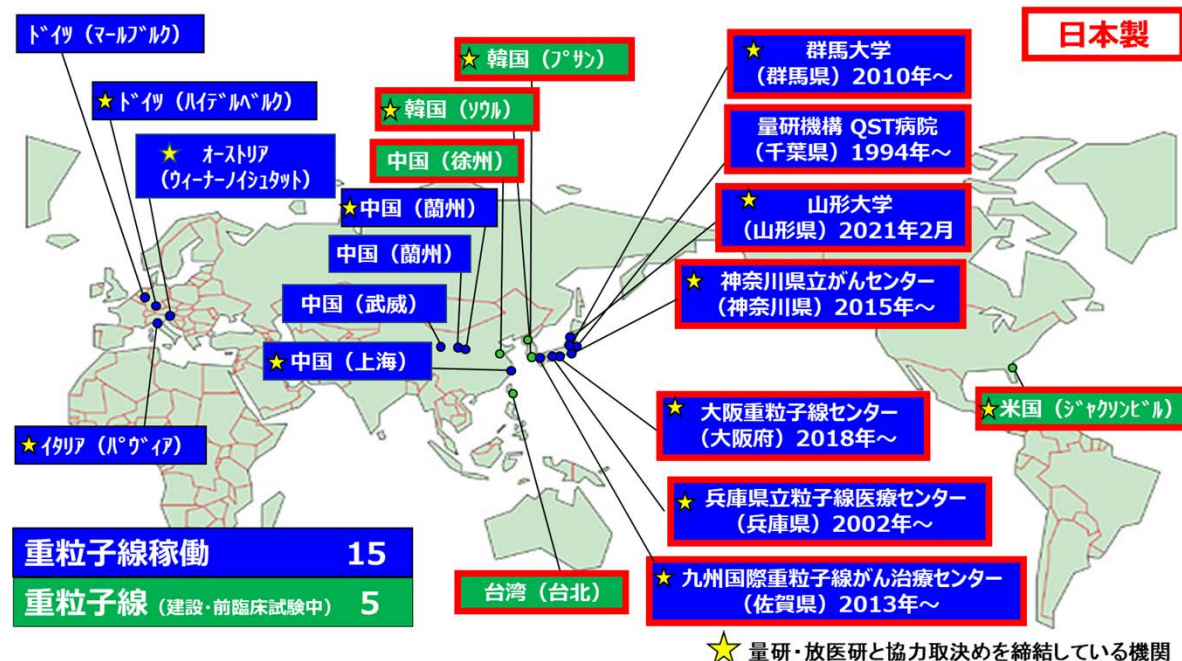 ﾄﾞｲﾂ（ﾏｰﾙﾌﾞﾙｸ）
ﾄﾞｲﾂ（ﾊｲﾃﾞﾙﾍﾞﾙｸ）
ｵｰｽﾄﾘｱ
（ｳｨｰﾅｰﾉｲｼｭﾀｯﾄ）
韓国（ﾌﾟｻﾝ）
韓国（ｿｳﾙ）
中国（徐州）
中国（蘭州）
中国（蘭州）
中国（武威）
中国（上海）
ｲﾀﾘｱ（ﾊﾟｳﾞｨｱ）
日本製
群馬大学
（群馬県）2010年～
量研機構 QST病院
（千葉県）1994年～
山形大学
（山形県）2021年2月
神奈川県立がんセンター
（神奈川県）2015年～
米国（ｼﾞｬｸｿﾝﾋﾞﾙ）
大阪重粒子線センター
（大阪府）2018年～
兵庫県立粒子線医療センター
（兵庫県）2002年～
九州国際重粒子線がん治療センター
（佐賀県）2013年～
台湾（台北）
重粒子線稼働 15
重粒子線（建設・前臨床試験中） 5
量研・放医研と協力取決めを締結している機関